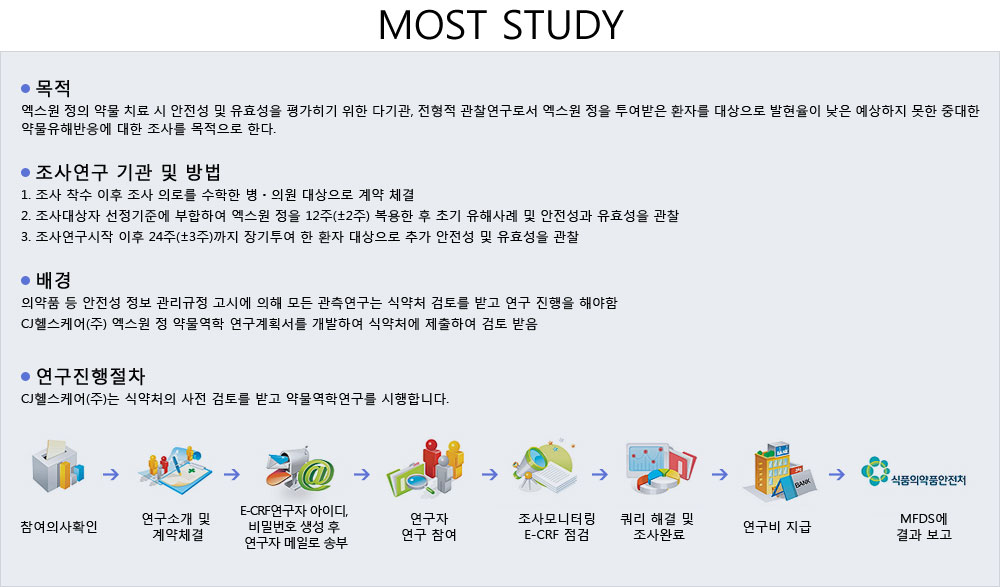 MOST STUDY
목적
엑스원 정의 약물 치료 시 안전성 및 유효성을 평가히기 위한 다기관, 전형적 관찰연구로서 엑스원 정을 투여받은 환자를 대상으로 발현율이 낮은 예상하지 못한 중대한
약물유해반응에 대한 조사를 목적으로 한다.
조사연구 기관 및 방법
1. 조사 착수 이후 조사 의로를 수학한 병·의원 대상으로 계약 체결
2. 조사대상자 선정기준에 부합하여 엑스원 정을 12주(±2주) 복용한 후 초기 유해사례 및 안전성과 유효성을 관찰
3. 조사연구시작 이후 24주(±3주)까지 장기투여 한 환자 대상으로 추가 안전성 및 유효성을 관찰
배경
의약품 등 안전성 정보 관리규정 고시에 의해 모든 관측연구는 식약처 검토를 받고 연구 진행을 해야함
CJ헬스케어(주) 엑스원 정 약물역학 연구계획서를 개발하여 식약처에 제출하여 검토 받음
연구진행절차
CJ헬스케어(주)는 식약처의 사전 검토를 받고 약물역학연구를 시행합니다.
@
BANK
식품의약품안전처
참여의사확인
연구소개 및
계약체결
E-CRF연구자 아이디,
비밀번호 생성 후
연구자 메일로 송부
연구자
연구 참여
조사모니터링
E-CRF 점검
쿼리 해결 및
조사완료
연구비 지급
MFDS에
결과 보고